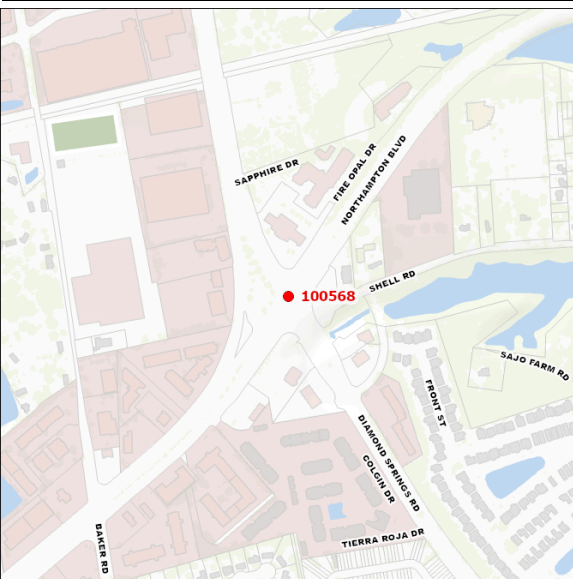 SAPPHIRE DR
FIRE OPAL DR
NORTHAMPTON BLVD
SHELL RD
100568
SAJO FARM RD
FRONT ST
DIAMOND SPRINGS RD
COLGIN DR
BAKER RD
TIERRA ROJA DR